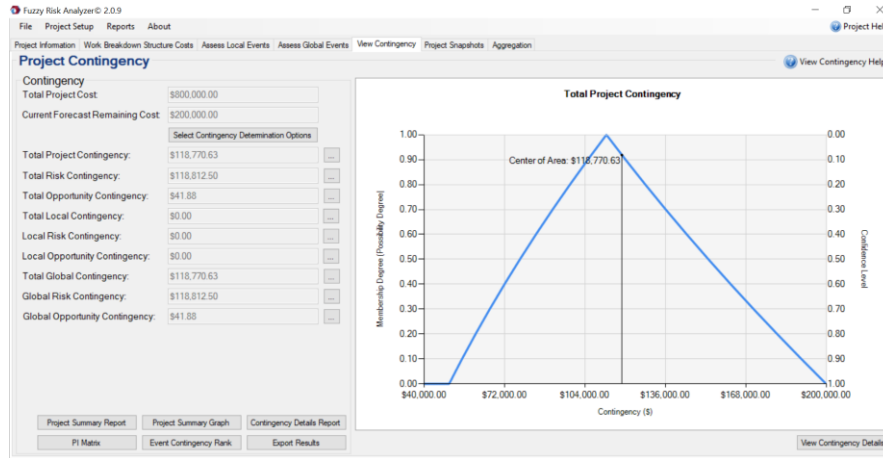 Fuzzy Risk Analyzer© 2.0.9
File Project Setup Reports About
Project Hel
Project Information Work Breakdown Structure Costs Assess Local Events Assess Global Events View Contingency Project Snapshots Aggregation
Project Contingency
View Contingency Help
Contingency
Total Project Cost $800,000.00
Current Forecast Remaining Cost $200,000.00
Select Contingency Determination Options
Total Project Contingency: $118,770.63 ...
Total Risk Contingency: $118,812.50 ...
Total Opportunity Contingency: $41.88 ...
Total Local Contingency: $0.00 ...
Local Risk Contingency: $0.00 ...
Local Opportunity Contingency: $0.00 ...
Total Global Contingency: $118,770.63 ...
Global Risk Contingency: $118,812.50 ...
Global Opportunity Contingency: $41.88 ...
Project Summary Report Project Summary Graph Contingency Details Report
PI Matrix Event Contingency Rank Export Results
Total Project Contingency
Membership Degree (Possibility Degree)
1.00
0.90
0.80
0.70
0.60
0.50
0.40
0.30
0.20
0.10
0.00
Center of Area: $118,770.63
0.00
0.10
0.20
0.30
0.40
0.50
0.60
0.70
0.80
0.90
1.00
Confidence Level
$40,000.00 $72,000.00 $104,000.00 $136,000.00 $168,000.00 $200,000.00
Contingency ($)
View Contingency Details